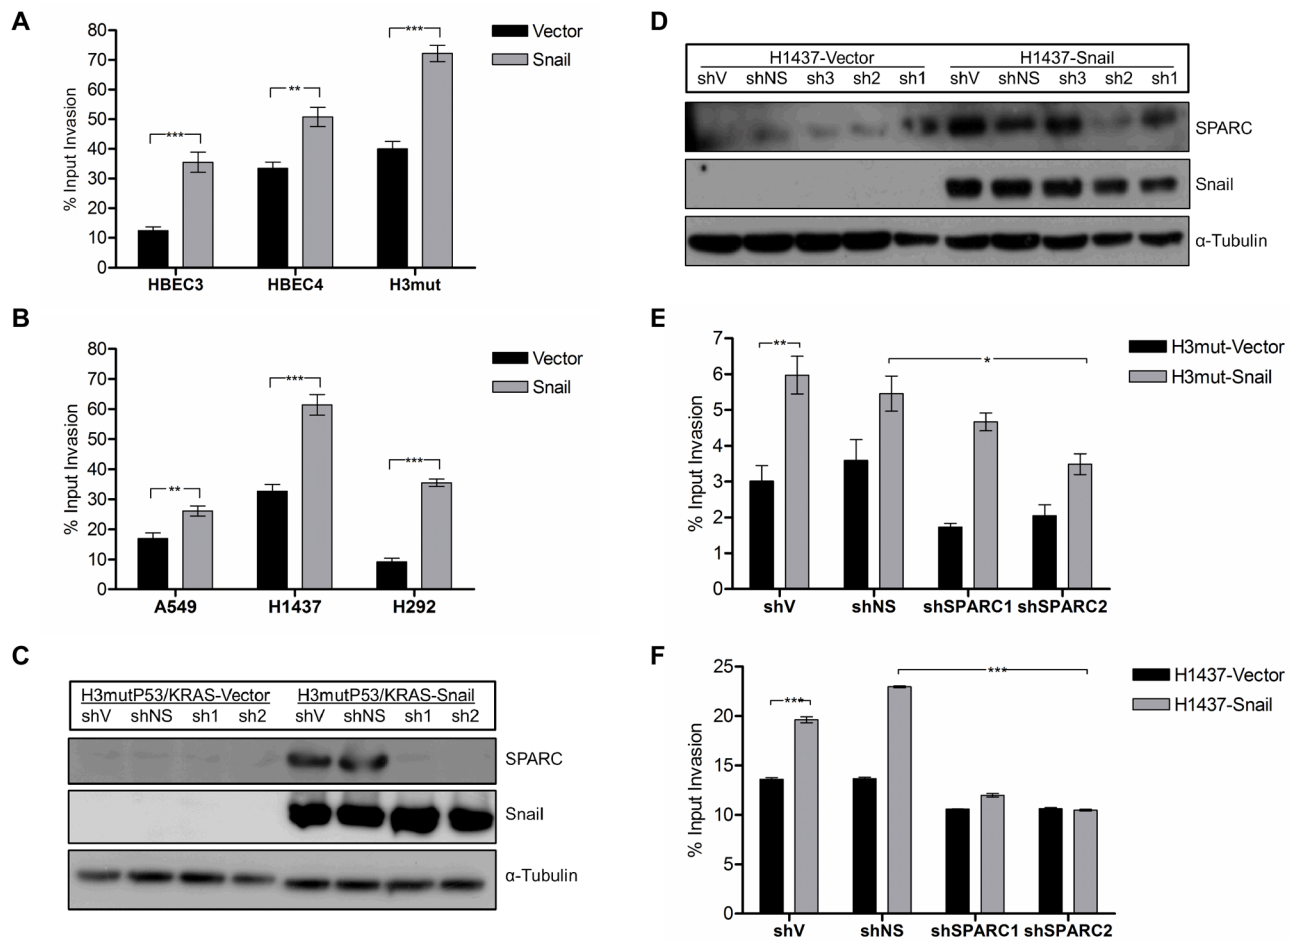 A
% Input Invasion
80
70
60
50
40
30
20
10
0
***
**
***
HBEC3 HBEC4 H3mut
Vector
Snail
B
% Input Invasion
80
70
60
50
40
30
20
10
0
**
***
***
A549 H1437 H292
Vector
Snail
C
H3mutP53/KRAS-Vector H3mutP53/KRAS-Snail
shV shNS sh1 sh2 shV shNS sh1 sh2
SPARC
Snail
α-Tubulin
D
H1437-Vector H1437-Snail
shV shNS sh3 sh2 sh1 shV shNS sh3 sh2 sh1
SPARC
Snail
α-Tubulin
E
% Input Invasion
7
6
5
4
3
2
1
0
**
*
shV shNS shSPARC1 shSPARC2
H3mut-Vector
H3mut-Snail
F
% Input Invasion
25
20
15
10
5
0
***
***
shV shNS shSPARC1 shSPARC2
H1437-Vector
H1437-Snail